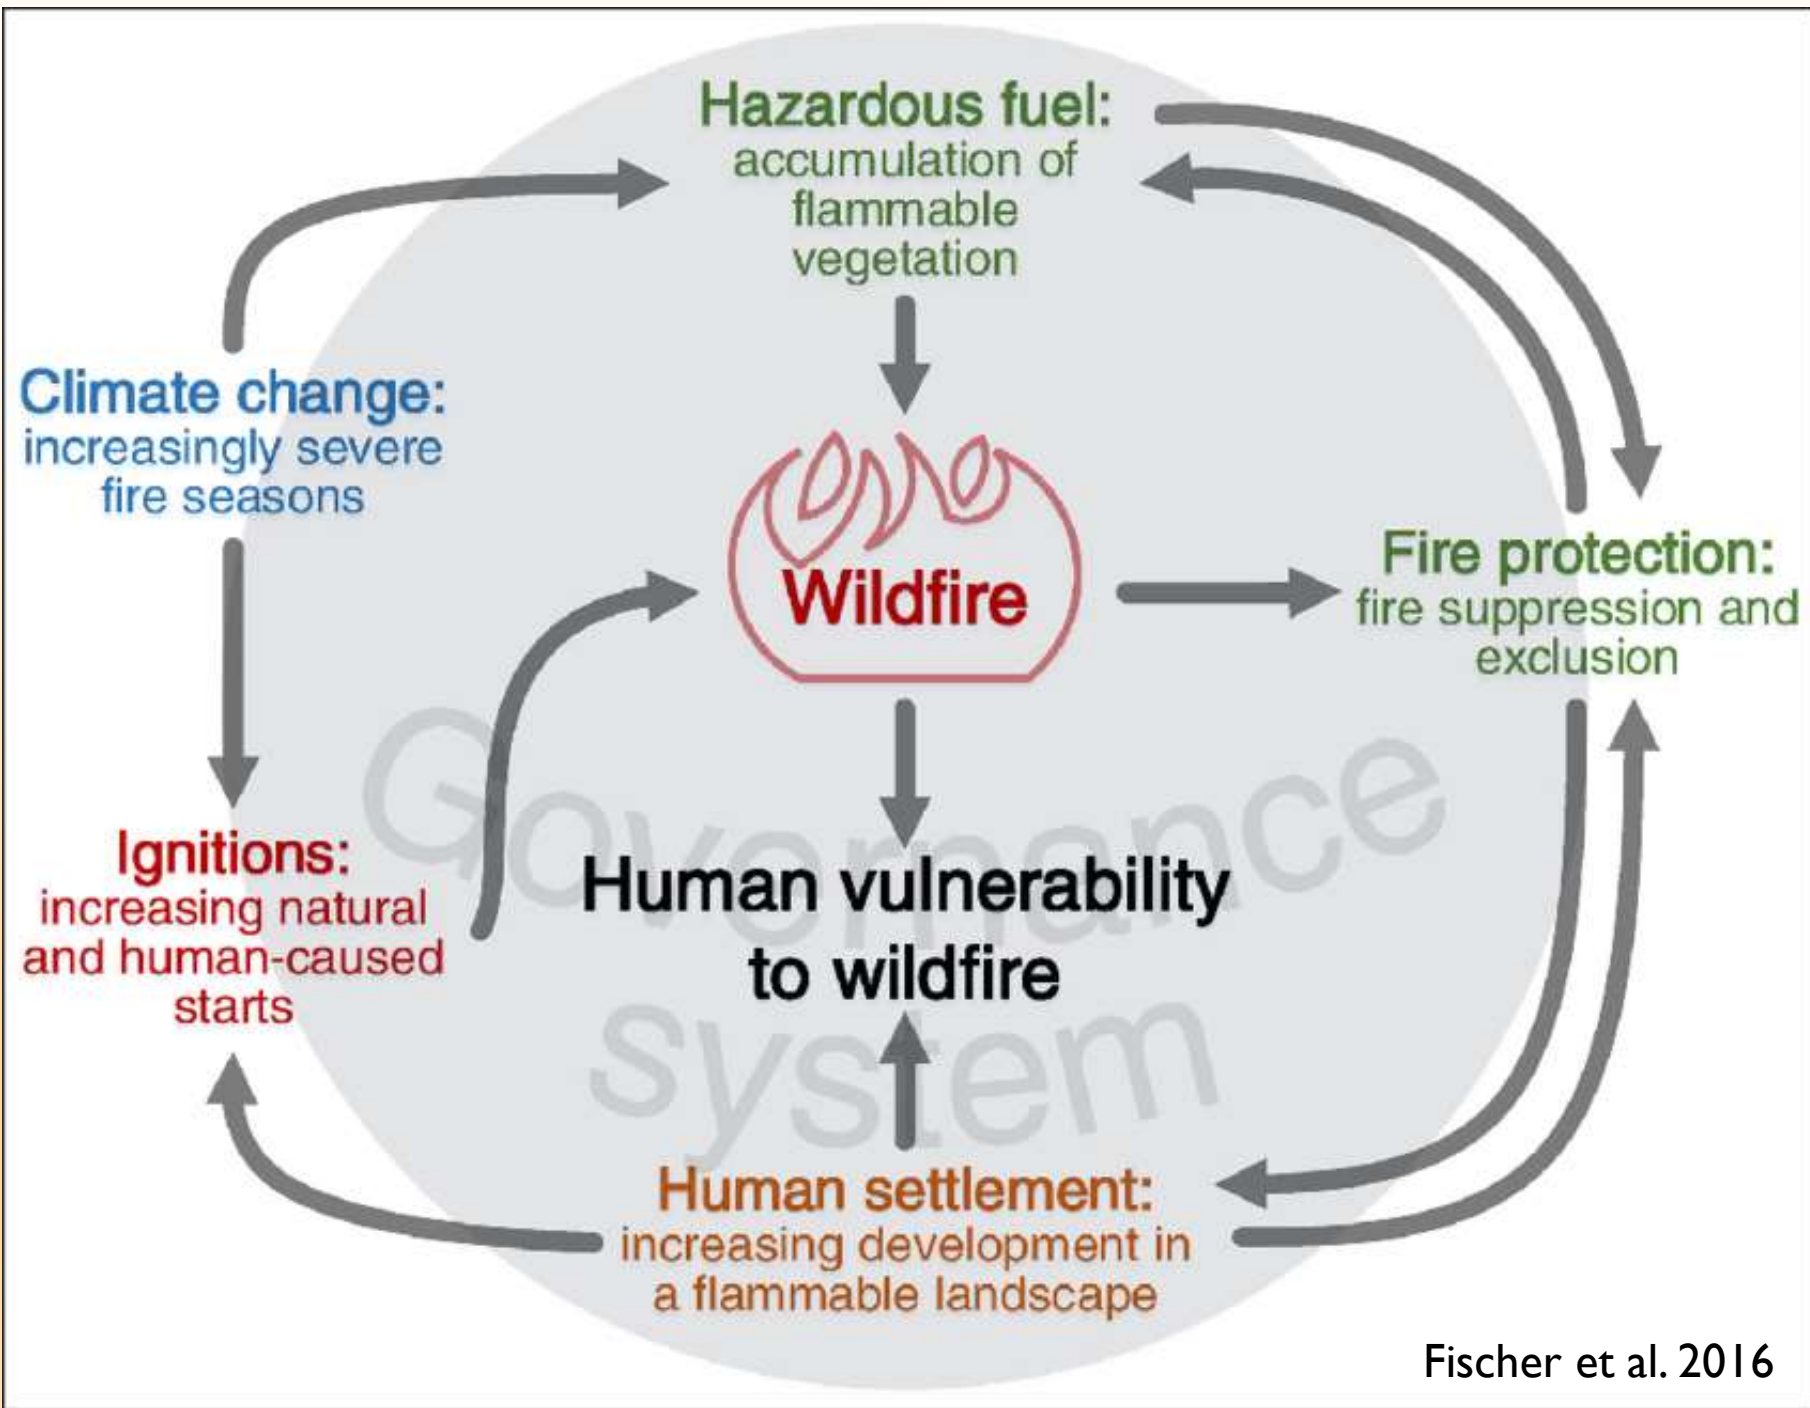 Hazardous fuel:
accumulation of
flammable
vegetation
Climate change:
increasingly severe
fire seasons
Wildfire
Fire protection:
fire suppression and
exclusion
Ignitions:
increasing natural
and human-caused
starts
Governance
system
Human vulnerability
to wildfire
Human settlement:
increasing development in
a flammable landscape
Fischer et al. 2016